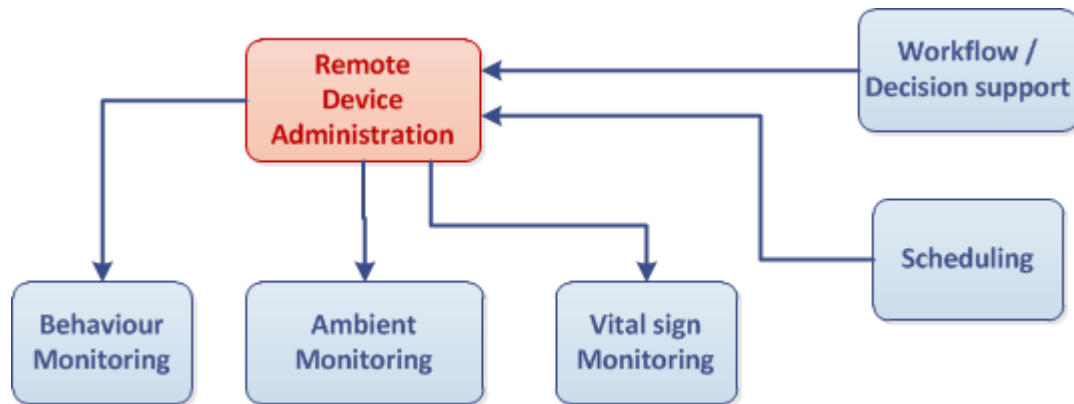 Remote
Device
Administration
Workflow /
Decision support
Scheduling
Behaviour
Monitoring
Ambient
Monitoring
Vital sign
Monitoring